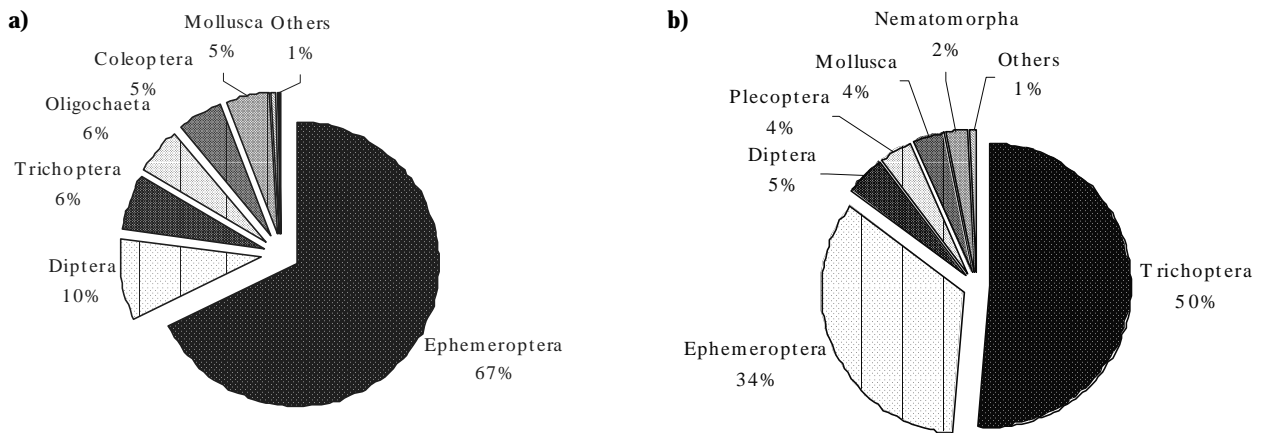 a)
Mollusca Others
5% 1%
Coleoptera
5%
Oligochaeta
6%
Trichoptera
6%
Diptera
10%
Ephemeroptera
67%
b)
Nematomorpha
2%
Others
1%
Mollusca
4%
Plecoptera
4%
Diptera
5%
Trichoptera
50%
Ephemeroptera
34%